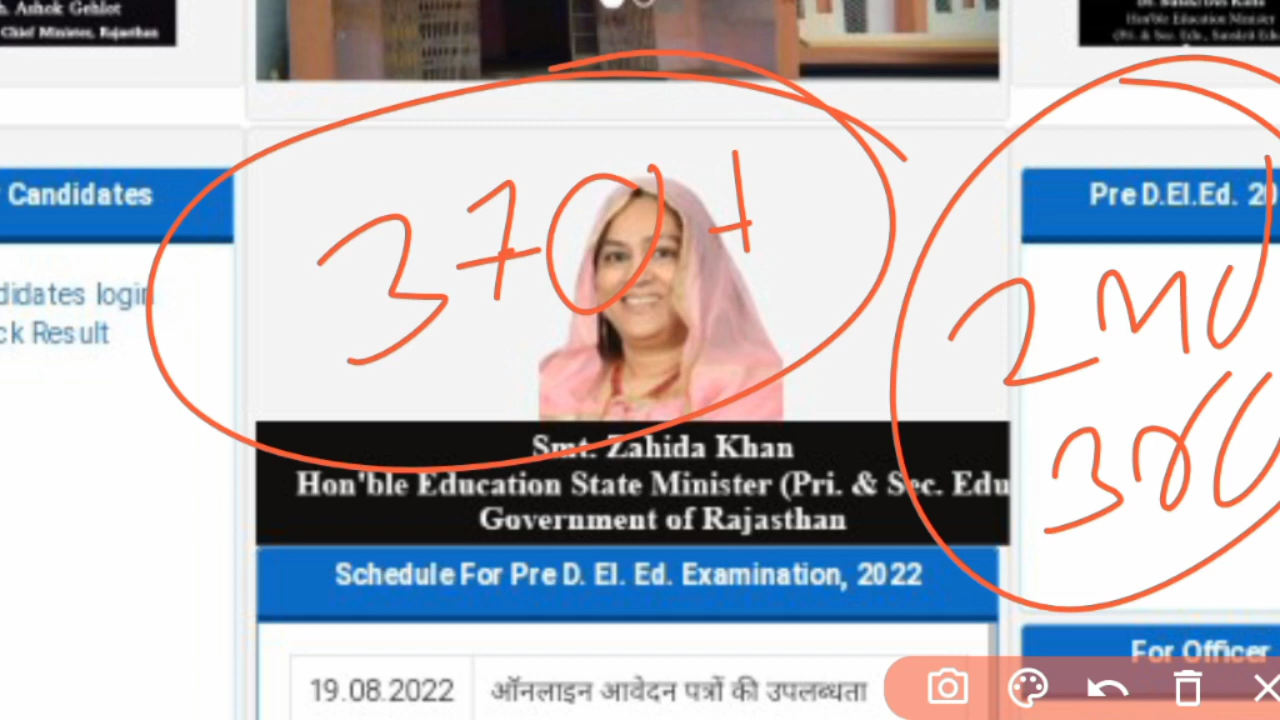 h. Ashok Gehlot
Chief Minister, Rajasthan
Hon'ble Education Minister
Candidates
didates login
ck Result
370+
Smt. Zahida Khan
Hon'ble Education State Minister (Pri. & Sec. Edu
Government of Rajasthan
Schedule For Pre D. El. Ed. Examination, 2022
19.08.2022 ऑनलाइन आवेदन पत्रों की उपलब्धता
Pre D.El.Ed. 20
For Officer